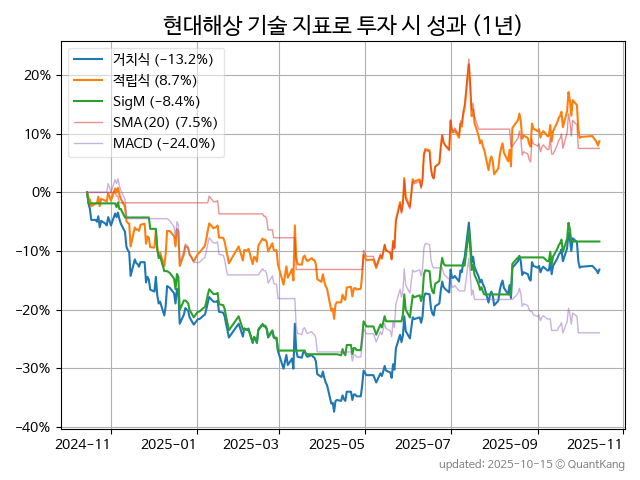 현대해상 기술 지표로 투자 시 성과 (1년)
거치식 (−13.2%)
적립식 (8.7%)
SigM (−8.4%)
SMA(20) (7.5%)
MACD (−24.0%)
20%
10%
0%
−10%
−20%
−30%
−40%
2024-11 2025-01 2025-03 2025-05 2025-07 2025-09 2025-11
updated: 2025-10-15 © QuantKang